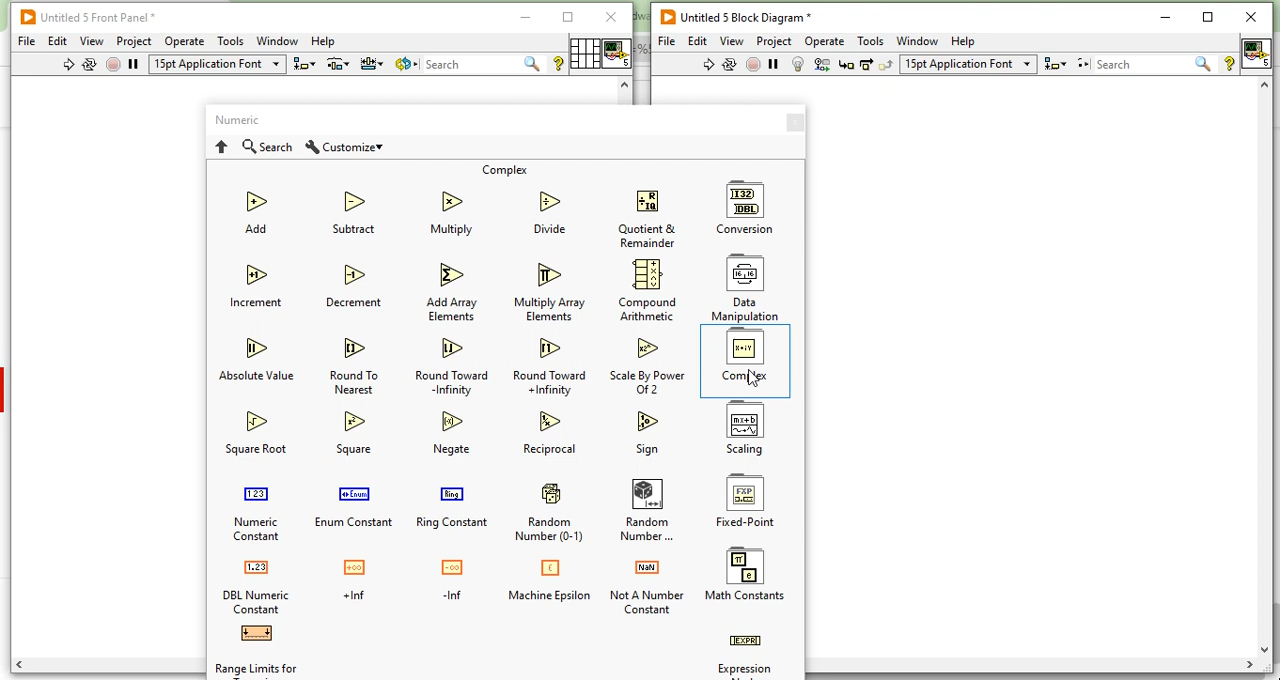 Untitled 5 Front Panel *
File Edit View Project Operate Tools Window Help
15pt Application Font
Search
5
Untitled 5 Block Diagram *
File Edit View Project Operate Tools Window Help
15pt Application Font
Search
5
Numeric
Search Customize
Complex
Add Subtract Multiply Divide Quotient & Remainder Conversion
Increment Decrement Add Array Elements Multiply Array Elements Compound Arithmetic Data Manipulation
Absolute Value Round To Nearest Round Toward -Infinity Round Toward +Infinity Scale By Power Of 2 Complex
Square Root Square Negate Reciprocal Sign Scaling
Numeric Constant Enum Constant Ring Constant Random Number (0-1) Random Number ... Fixed-Point
DBL Numeric Constant +Inf -Inf Machine Epsilon Not A Number Constant Math Constants
Range Limits for Expression